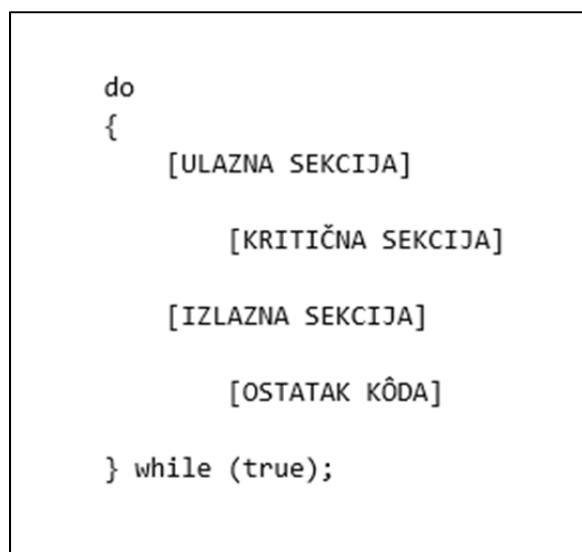 do
{
[ULAZNA SEKCIJA]
[KRITIČNA SEKCIJA]
[IZLAZNA SEKCIJA]
[OSTATAK KÔDA]
} while (true);